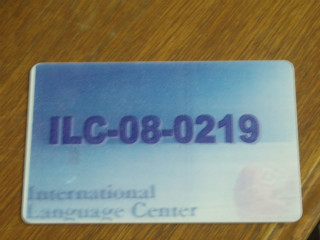 ILC-08-0219
International
Language Center